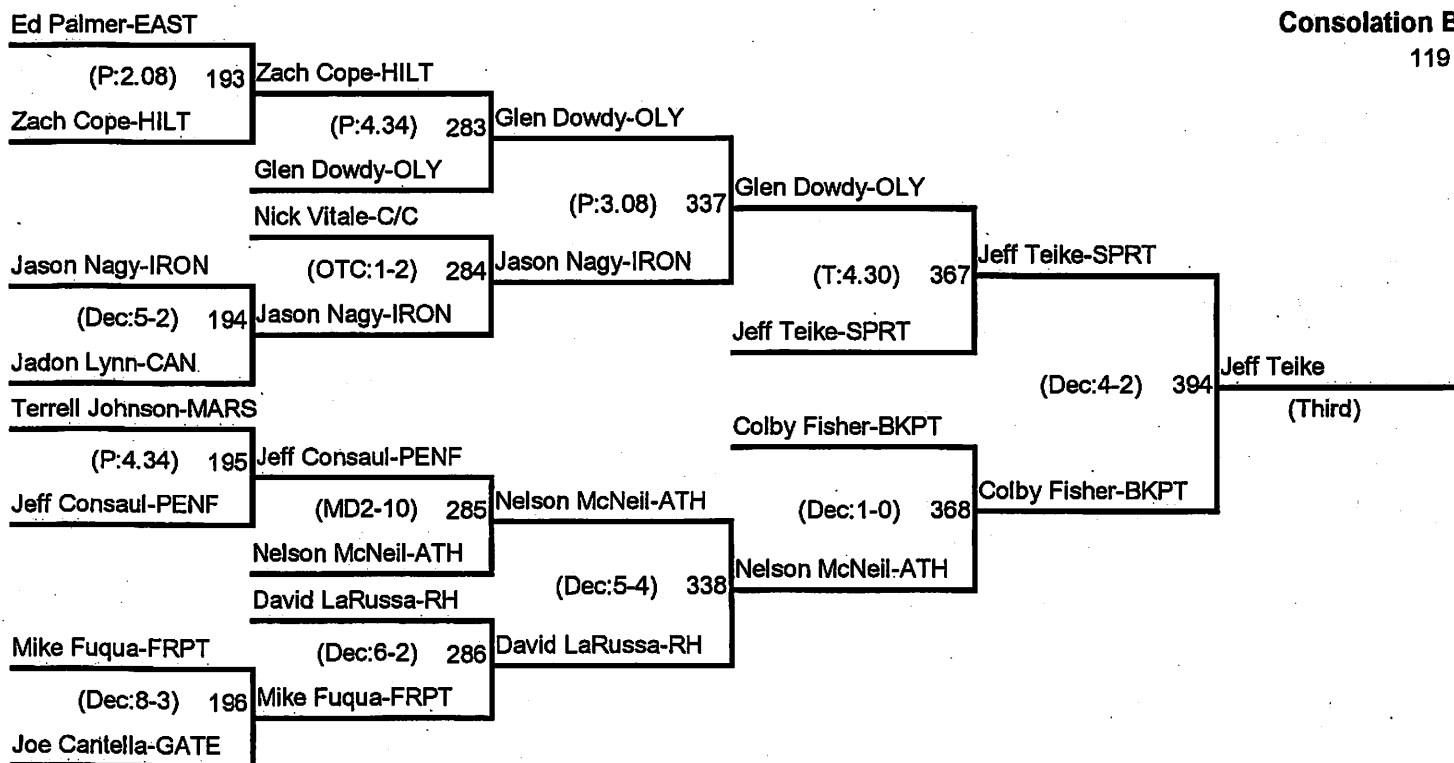 Ed Palmer-EAST
Consolation B
119
(P:2.08) 193
Zach Cope-HILT
Zach Cope-HILT
(P:4.34) 283
Glen Dowdy-OLY
Glen Dowdy-OLY
Nick Vitale-C/C
(P:3.08) 337
Glen Dowdy-OLY
Jason Nagy-IRON
(OTC:1-2) 284
Jason Nagy-IRON
(Dec:5-2) 194
Jason Nagy-IRON
Jadon Lynn-CAN
(T:4.30) 367
Jeff Teike-SPRT
Jeff Teike-SPRT
(Dec:4-2) 394
Jeff Teike
(Third)
Terrell Johnson-MARS
(P:4.34) 195
Jeff Consaul-PENF
Jeff Consaul-PENF
(MD2-10) 285
Nelson McNeil-ATH
Nelson McNeil-ATH
Colby Fisher-BKPT
(Dec:1-0) 368
Colby Fisher-BKPT
David LaRussa-RH
(Dec:5-4) 338
Nelson McNeil-ATH
Mike Fuqua-FRPT
(Dec:6-2) 286
David LaRussa-RH
(Dec:8-3) 196
Mike Fuqua-FRPT
Joe Cantella-GATE